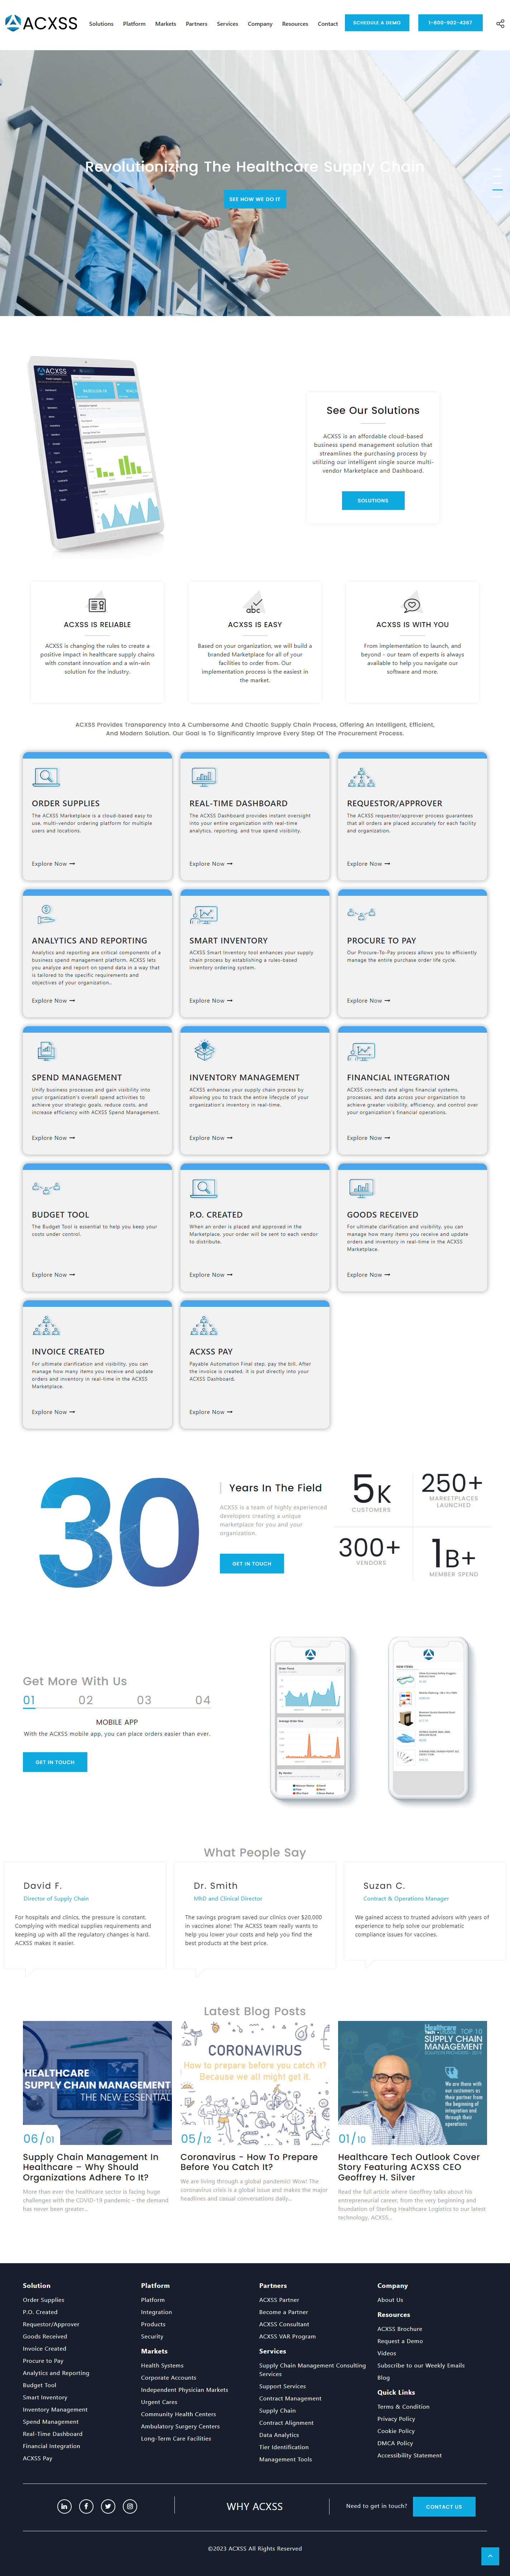 ACXSS
Solutions Platform Markets Partners Services Company Resources Contact SCHEDULE A DEMO 1-800-902-4367
Revolutionizing The Healthcare Supply Chain
SEE HOW WE DO IT
ACXSS
See Our Solutions
ACXSS is an affordable cloud-based
business spend management solution that
streamlines the purchasing process by
utilizing our intelligent single source multi-
vendor Marketplace and Dashboard.
SOLUTIONS
abc
ACXSS IS RELIABLE
ACXSS is changing the rules to create a
positive impact in healthcare supply chains
with constant innovation and a win-win
solution for the industry.
ACXSS IS EASY
Based on your organization, we will build a
branded Marketplace for all of your
facilities to order from. Our
implementation process is the easiest in
the market.
ACXSS IS WITH YOU
From implementation to launch, and
beyond - our team of experts is always
available to help you navigate our
software and more.
ACXSS Provides Transparency Into A Cumbersome And Chaotic Supply Chain Process, Offering An Intelligent, Efficient,
And Modern Solution. Our Goal Is To Significantly Improve Every Step Of The Procurement Process.
ORDER SUPPLIES
The ACXSS Marketplace is a cloud-based easy to
use, multi-vendor ordering platform for multiple
users and locations.
Explore Now
REAL-TIME DASHBOARD
The ACXSS Dashboard provides instant oversight
into your entire organization with real-time
analytics, reporting, and true spend visibility.
Explore Now
REQUESTOR/APPROVER
The ACXSS requestor/approver process guarantees
that all orders are placed accurately for each facility
and organization.
Explore Now
ANALYTICS AND REPORTING
Analytics and reporting are critical components of a
business spend management platform. ACXSS lets
you analyze and report on spend data in a way that
is tailored to the specific requirements and
objectives of your organization..
Explore Now
SMART INVENTORY
ACXSS Smart Inventory tool enhances your supply
chain process by establishing a rules-based
inventory ordering system.
Explore Now
PROCURE TO PAY
Our Procure-To-Pay process allows you to efficiently
manage the entire purchase order life cycle.
Explore Now
SPEND MANAGEMENT
Unify business processes and gain visibility into
your organization's overall spend activities to
achieve your strategic goals, reduce costs, and
increase efficiency with ACXSS Spend Management.
Explore Now
INVENTORY MANAGEMENT
ACXSS enhances your supply chain process by
allowing you to track the entire lifecycle of your
organization's inventory in real-time.
Explore Now
FINANCIAL INTEGRATION
ACXSS connects and aligns financial systems,
processes, and data across your organization to
achieve greater visibility, efficiency, and control over
your organization's financial operations.
Explore Now
BUDGET TOOL
The Budget Tool is essential to help you keep your
costs under control.
Explore Now
P.O. CREATED
When an order is placed and approved in the
Marketplace, your order will be sent to each vendor
to distribute.
Explore Now
GOODS RECEIVED
For ultimate clarification and visibility, you can
manage how many items you receive and update
orders and inventory in real-time in the ACXSS
Marketplace.
Explore Now
INVOICE CREATED
For ultimate clarification and visibility, you can
manage how many items you receive and update
orders and inventory in real-time in the ACXSS
Marketplace.
Explore Now
ACXSS PAY
Payable Automation Final step, pay the bill. After
the invoice is created, it is put directly into your
ACXSS Dashboard.
Explore Now
30
Years In The Field
ACXSS is a team of highly experienced
developers creating a unique
marketplace for you and your
organization.
GET IN TOUCH
5K
CUSTOMERS
250+
MARKETPLACES
LAUNCHED
300+
VENDORS
1B+
MEMBER SPEND
Get More With Us
01 02 03 04
MOBILE APP
With the ACXSS mobile app, you can place orders easier than ever.
GET IN TOUCH
What People Say
David F.
Director of Supply Chain
For hospitals and clinics, the pressure is constant.
Complying with medical supplies requirements and
keeping up with all the regulatory changes is hard.
ACXSS makes it easier.
Dr. Smith
MhD and Clinical Director
The savings program saved our clinics over $20,000
in vaccines alone! The ACXSS team really wants to
help you lower your costs and help you find the
best products at the best price.
Suzan C.
Contract & Operations Manager
We gained access to trusted advisors with years of
experience to help solve our problematic
compliance issues for vaccines.
Latest Blog Posts
HEALTHCARE
SUPPLY CHAIN MANAGEMENT
THE NEW ESSENTIAL
06/01
Supply Chain Management In
Healthcare – Why Should
Organizations Adhere To It?
More than ever the healthcare sector is facing huge
challenges with the COVID-19 pandemic – the demand
has never been greater...
CORONAVIRUS
How to prepare before you catch it?
Because we all might get it.
05/12
Coronavirus - How To Prepare
Before You Catch It?
We are living through a global pandemic! Wow! The
coronavirus crisis is a global issue and makes the major
headlines and casual conversations daily...
Healthcare
Tech Outlook TOP 10
SUPPLY CHAIN
MANAGEMENT
We are there with
our customers
from their
place from the
beginning of
integration and
through their
operations
01/10
Healthcare Tech Outlook Cover
Story Featuring ACXSS CEO
Geoffrey H. Silver
Read the full article where Geoffrey talks about his
entrepreneurial career, from the very beginning and
foundation of Sterling Healthcare Logistics to our latest
technology, ACXSS...
Solution
Order Supplies
P.O. Created
Requestor/Approver
Goods Received
Invoice Created
Procure to Pay
Analytics and Reporting
Budget Tool
Smart Inventory
Inventory Management
Spend Management
Real-Time Dashboard
Financial Integration
ACXSS Pay
Platform
Platform
Integration
Products
Security
Markets
Health Systems
Corporate Accounts
Independent Physician Markets
Urgent Cares
Community Health Centers
Ambulatory Surgery Centers
Long-Term Care Facilities
Partners
ACXSS Partner
Become a Partner
ACXSS Consultant
ACXSS VAR Program
Services
Supply Chain Management Consulting
Services
Support Services
Contract Management
Supply Chain
Contract Alignment
Data Analytics
Tier Identification
Management Tools
Company
About Us
Resources
ACXSS Brochure
Request a Demo
Videos
Subscribe to our Weekly Emails
Blog
Quick Links
Terms & Condition
Privacy Policy
Cookie Policy
DMCA Policy
Accessibility Statement
WHY ACXSS
Need to get in touch?
CONTACT US
©2023 ACXSS All Rights Reserved